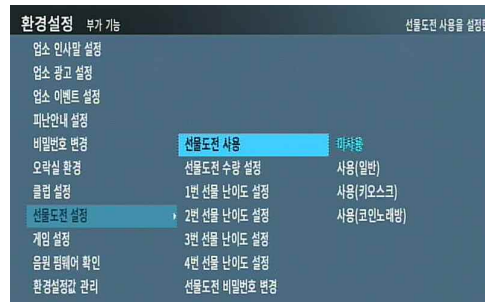 환경설정 부가 기능
선물도전 사용을 설정
업소 인사말 설정
업소 광고 설정
업소 이벤트 설정
피난안내 설정
비밀번호 변경
오락실 환경
클럽 설정
선물도전 설정
게임 설정
음원 펌웨어 확인
환경설정값 관리
선물도전 사용
선물도전 수량 설정
1번 선물 난이도 설정
2번 선물 난이도 설정
3번 선물 난이도 설정
4번 선물 난이도 설정
선물도전 비밀번호 변경
미사용
사용(일반)
사용(키오스크)
사용(코인노래방)